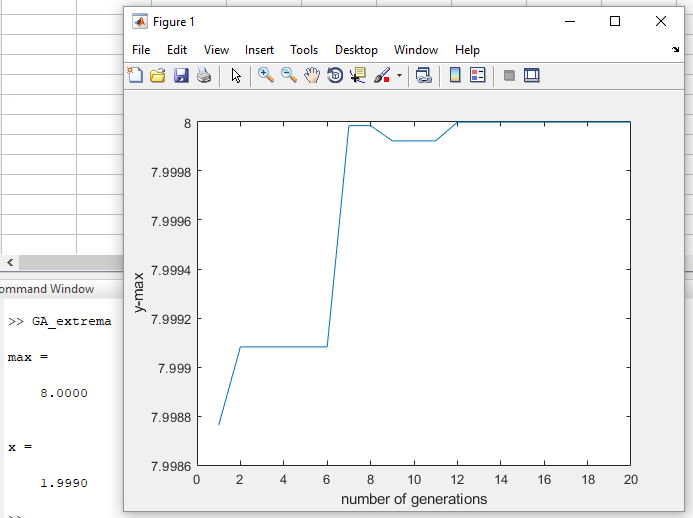 Figure 1
File Edit View Insert Tools Desktop Window Help
8
7.9998
7.9996
7.9994
7.9992
7.999
7.9988
7.9986
y-max
0 2 4 6 8 10 12 14 16 18 20
number of generations
ommand Window
>> GA_extrema
max =
8.0000
x =
1.9990
>>